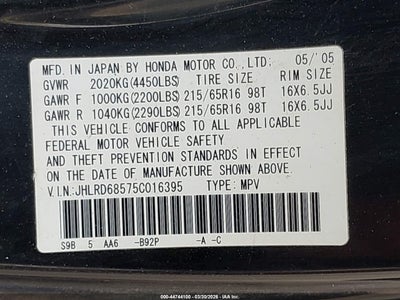 MFD. IN JAPAN BY HONDA MOTOR CO.,LTD: 05/'05
GVWR 2020KG(4450LBS) TIRE SIZE RIM SIZE
GAWR F 1000KG(2200LBS) 215/65R16 98T 16X6.5JJ
GAWR R 1040KG(2290LBS) 215/65R16 98T 16X6.5JJ
THIS VEHICLE CONFORMS TO ALL APPLICABLE
FEDERAL MOTOR VEHICLE SAFETY
AND THEFT PREVENTION STANDARDS IN EFFECT
ON THE DATE OF MANUFACTURE SHOWN ABOVE.
V.I.N.:JHLRD68575C016395 TYPE: MPV
S9B 5 AA6 -B92P -A -C
© - 44744100 - 03/20/2026 - IAA Inc.